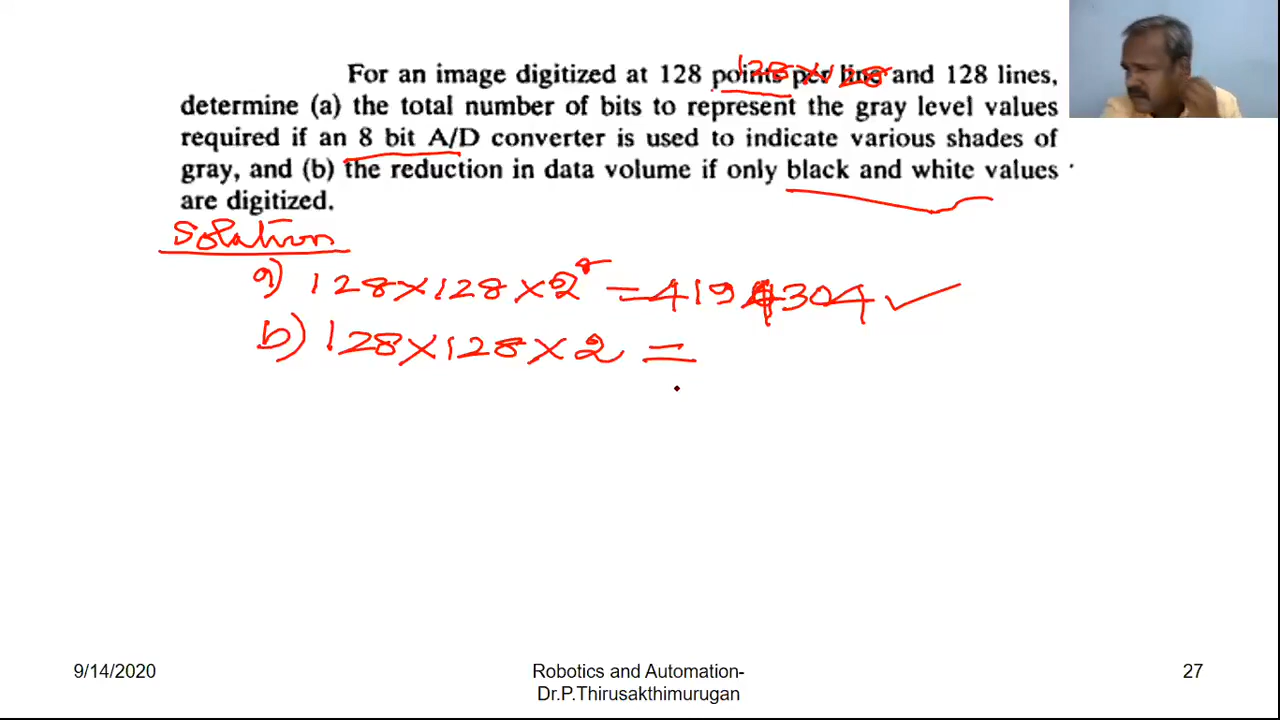 For an image digitized at 128 points per line and 128 lines,
128 × 128
determine (a) the total number of bits to represent the gray level values
required if an 8 bit A/D converter is used to indicate various shades of
gray, and (b) the reduction in data volume if only black and white values
are digitized.
Solution
a) 128×128×2⁸ = 4194304 ✓
b) 128×128×2 =
9/14/2020
Robotics and Automation-
Dr.P.Thirusakthimurugan
27